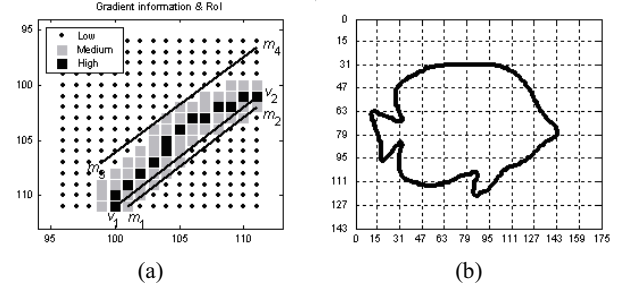 Gradient information & RoI
Low
Medium
High
m4
v2
m2
m3
v1
m1
100
105
110
95 100 105 110
(a)
0
15
31
47
63
79
95
111
127
143
0 15 31 47 63 79 95 111 127 143 159 175
(b)